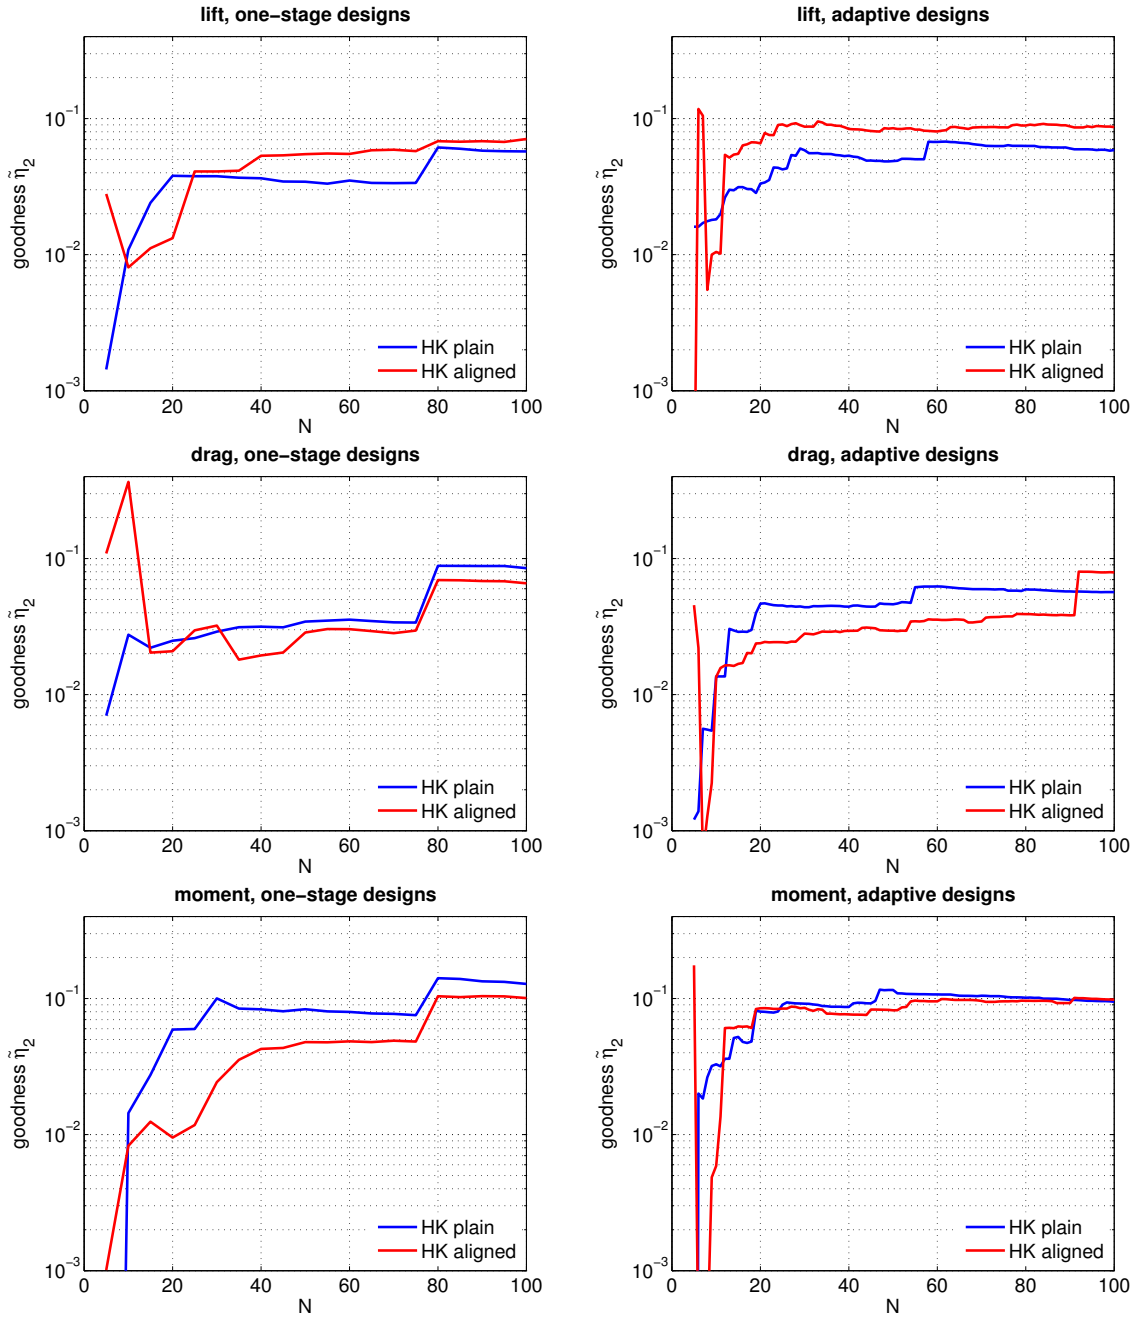 lift, one−stage designs
goodness η̃₂
10⁻¹
10⁻²
10⁻³
0 20 40 60 80 100
N
HK plain
HK aligned
lift, adaptive designs
goodness η̃₂
10⁻¹
10⁻²
10⁻³
0 20 40 60 80 100
N
HK plain
HK aligned
drag, one−stage designs
goodness η̃₂
10⁻¹
10⁻²
10⁻³
0 20 40 60 80 100
N
HK plain
HK aligned
drag, adaptive designs
goodness η̃₂
10⁻¹
10⁻²
10⁻³
0 20 40 60 80 100
N
HK plain
HK aligned
moment, one−stage designs
goodness η̃₂
10⁻¹
10⁻²
10⁻³
0 20 40 60 80 100
N
HK plain
HK aligned
moment, adaptive designs
goodness η̃₂
10⁻¹
10⁻²
10⁻³
0 20 40 60 80 100
N
HK plain
HK aligned